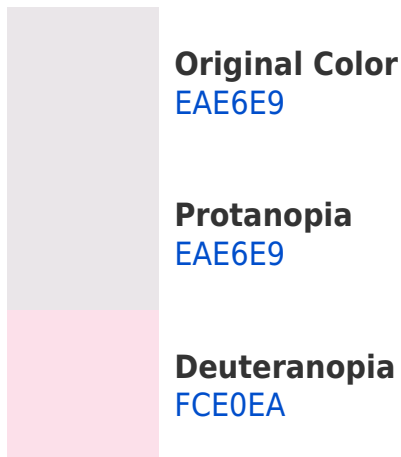 Original Color
EAE6E9
Protanopia
EAE6E9
Deuteranopia
FCE0EA